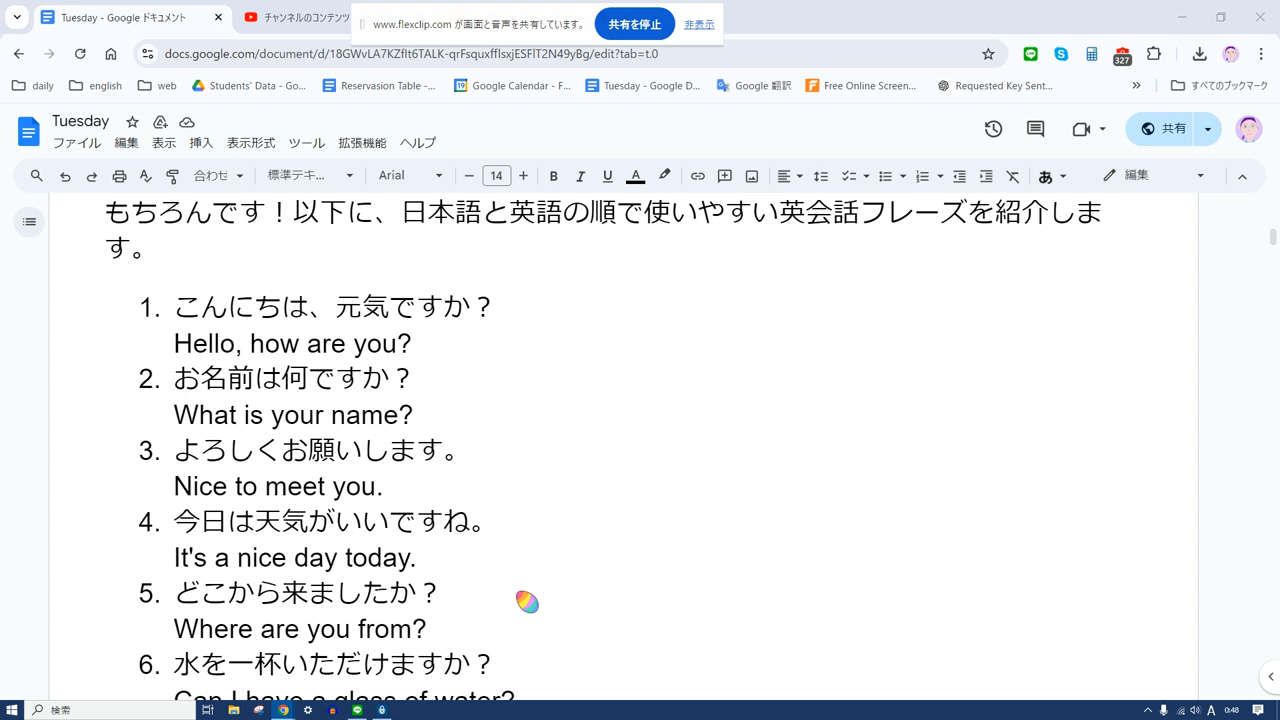 Tuesday - Google ドキュメント
チャンネルのコンテンツ
www.flexclip.com が画面と音声を共有しています。
共有を停止
非表示
docs.google.com/document/d/18GWvLA7KZflt6TALK-qrFsquxfflsxjESFlT2N49yBg/edit?tab=t.0
327
daily
english
web
Students' Data - Go...
Reservasion Table -...
Google Calendar - F...
Tuesday - Google D...
Google 翻訳
Free Online Screen...
Requested Key Sent...
すべてのブックマーク
Tuesday
ファイル 編集 表示 挿入 表示形式 ツール 拡張機能 ヘルプ
共有
合わせ 標準テキ... Arial 14 B I U A あ 編集
もちろんです！以下に、日本語と英語の順で使いやすい英会話フレーズを紹介しま
す。
1. こんにちは、元気ですか？
Hello, how are you?
2. お名前は何ですか？
What is your name?
3. よろしくお願いします。
Nice to meet you.
4. 今日は天気がいいですね。
It's a nice day today.
5. どこから来ましたか？
Where are you from?
6. 水を一杯いただけますか？
Can I have a glass of water?
検索
A 0:48